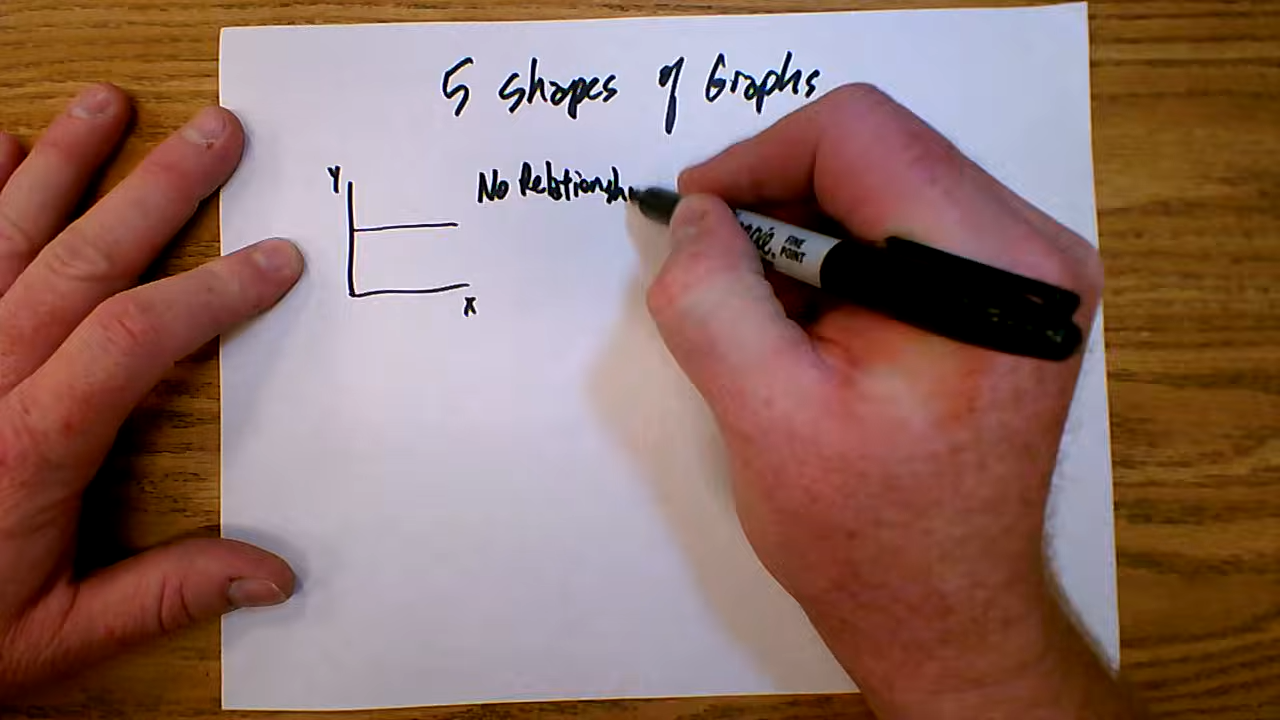 5 Shapes of Graphs
Y
No Relationsh
X
FINE
POINT